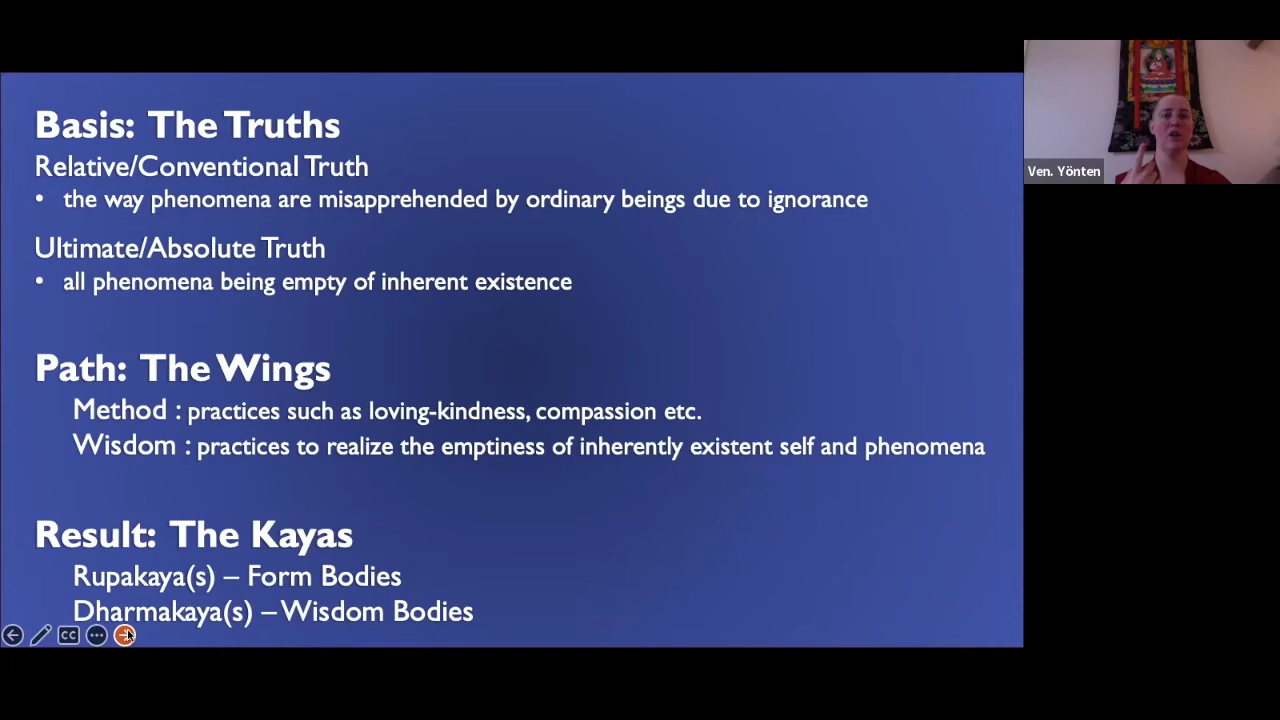 Basis: The Truths
Relative/Conventional Truth
• the way phenomena are misapprehended by ordinary beings due to ignorance
Ultimate/Absolute Truth
• all phenomena being empty of inherent existence
Path: The Wings
Method : practices such as loving-kindness, compassion etc.
Wisdom : practices to realize the emptiness of inherently existent self and phenomena
Result: The Kayas
Rupakaya(s) – Form Bodies
Dharmakaya(s) – Wisdom Bodies
CC
Ven. Yönten